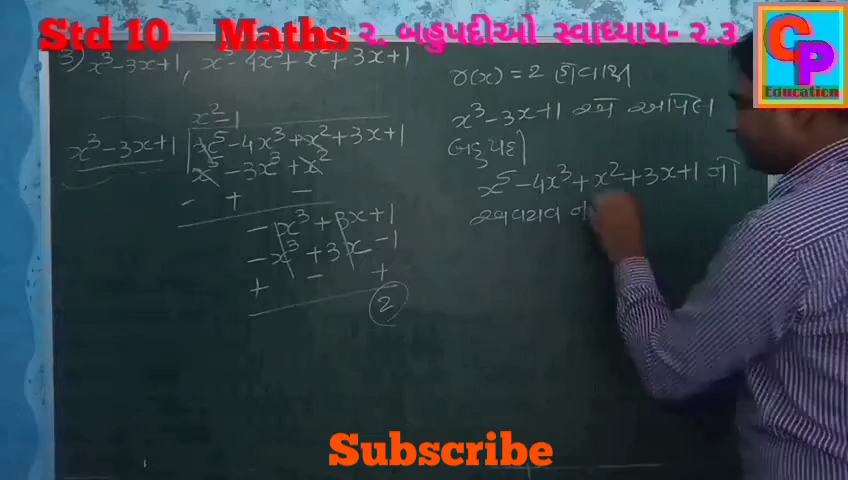 Std 10 Maths ૨. બહુપદીઓ સ્વાધ્યાય- ૨.૩
CP
Education
3) x³-3x+1, x⁵-4x³+x²+3x+1
x²-1
x³-3x+1 x⁵-4x³+x²+3x+1
x⁵-3x³+x²
- + -
-x³+3x+1
-x³+3x-1
+ - +
2
r(x)=2 હોવાથી
x³-3x+1 એ આપેલ
બહુપદી
x⁵-4x³+x²+3x+1 નો
અવયવ ન
Subscribe